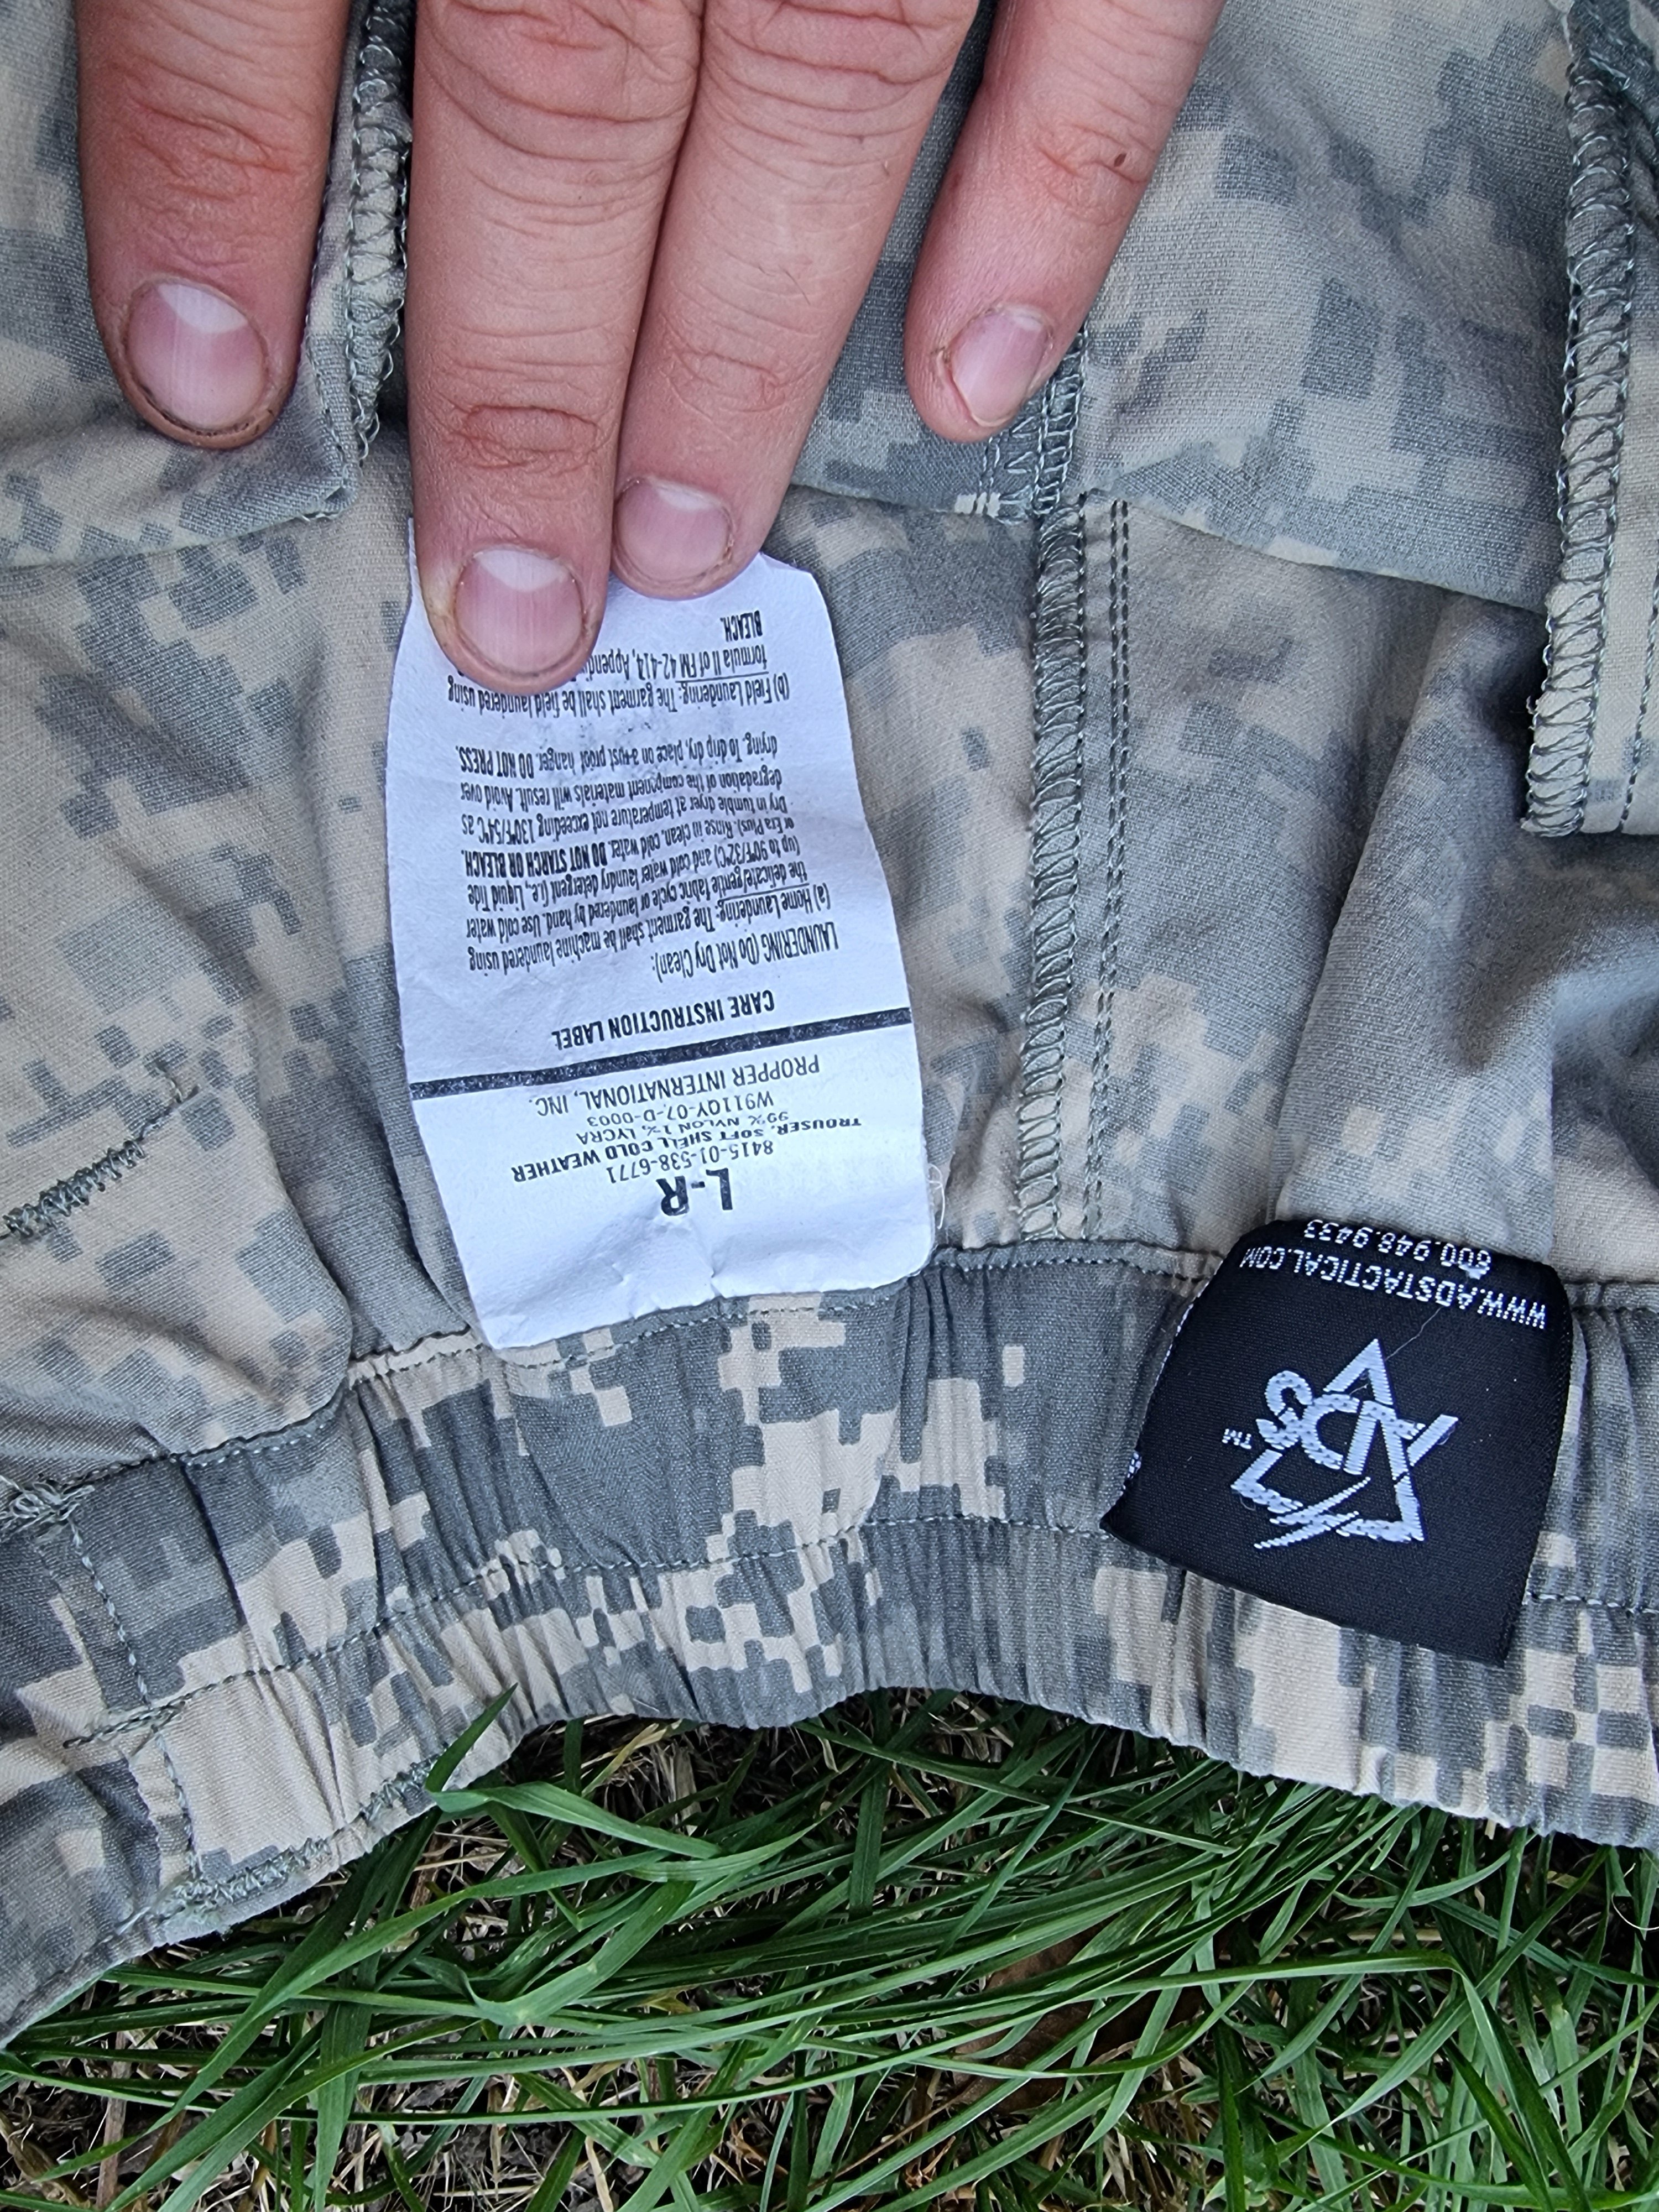 L-R
8415-01-538-6771
TROUSER, SOFT SHELL COLD WEATHER
99% NYLON 1%, LYCRA
W911QY-07-D-0003
PROPPER INTERNATIONAL, INC.
CARE INSTRUCTION LABEL
LAUNDERING (Do Not Dry Clean):
(a) Home Laundering: The garment shall be machine laundered using
the delicate/gentle fabric cycle or laundered by hand. Use cold water
(up to 90°F/32°C) and cold water laundry detergent (i.e., Liquid Tide
or Era Plus). Rinse in clean, cold water. DO NOT STARCH OR BLEACH.
Dry in tumble dryer at temperature not exceeding 130°F/54°C as
degradation of the component materials will result. Avoid over
drying. To drip dry, place on a rust proof hanger. DO NOT PRESS.
(b) Field Laundering: The garment shall be field laundered using
formula II of FM 42-414,
BLEACH.
ADS
TM
WWW.ADSTACTICAL.COM
800.948.9433